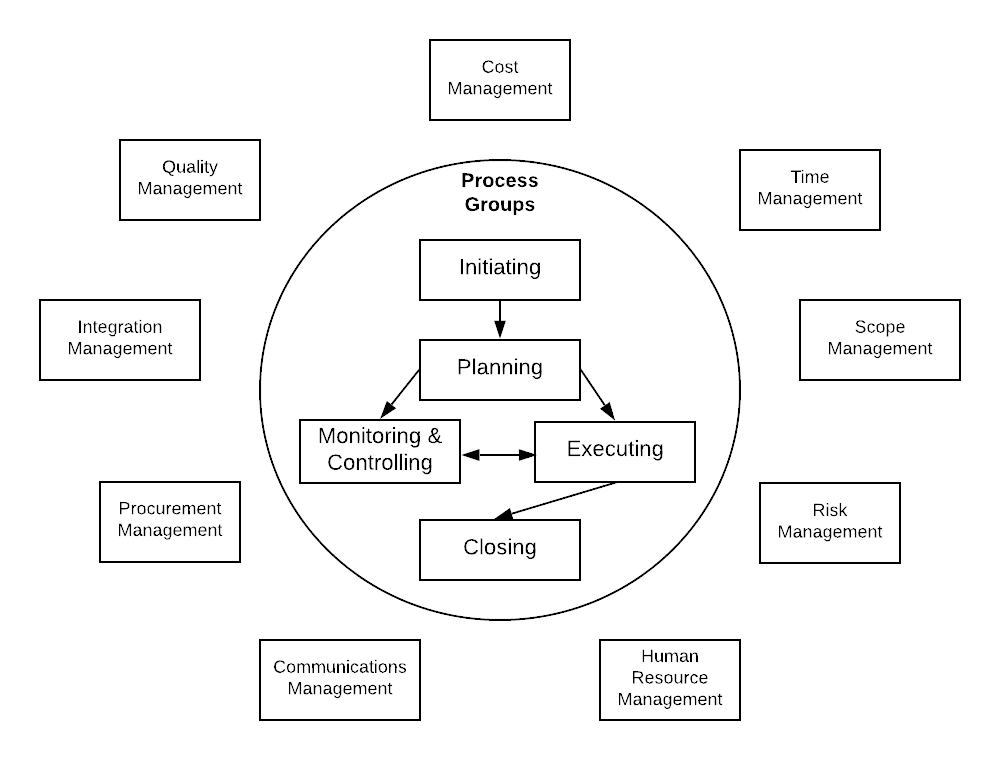 Cost
Management
Quality
Management
Time
Management
Process
Groups
Initiating
Integration
Management
Scope
Management
Planning
Monitoring &
Controlling
Executing
Procurement
Management
Risk
Management
Closing
Communications
Management
Human
Resource
Management